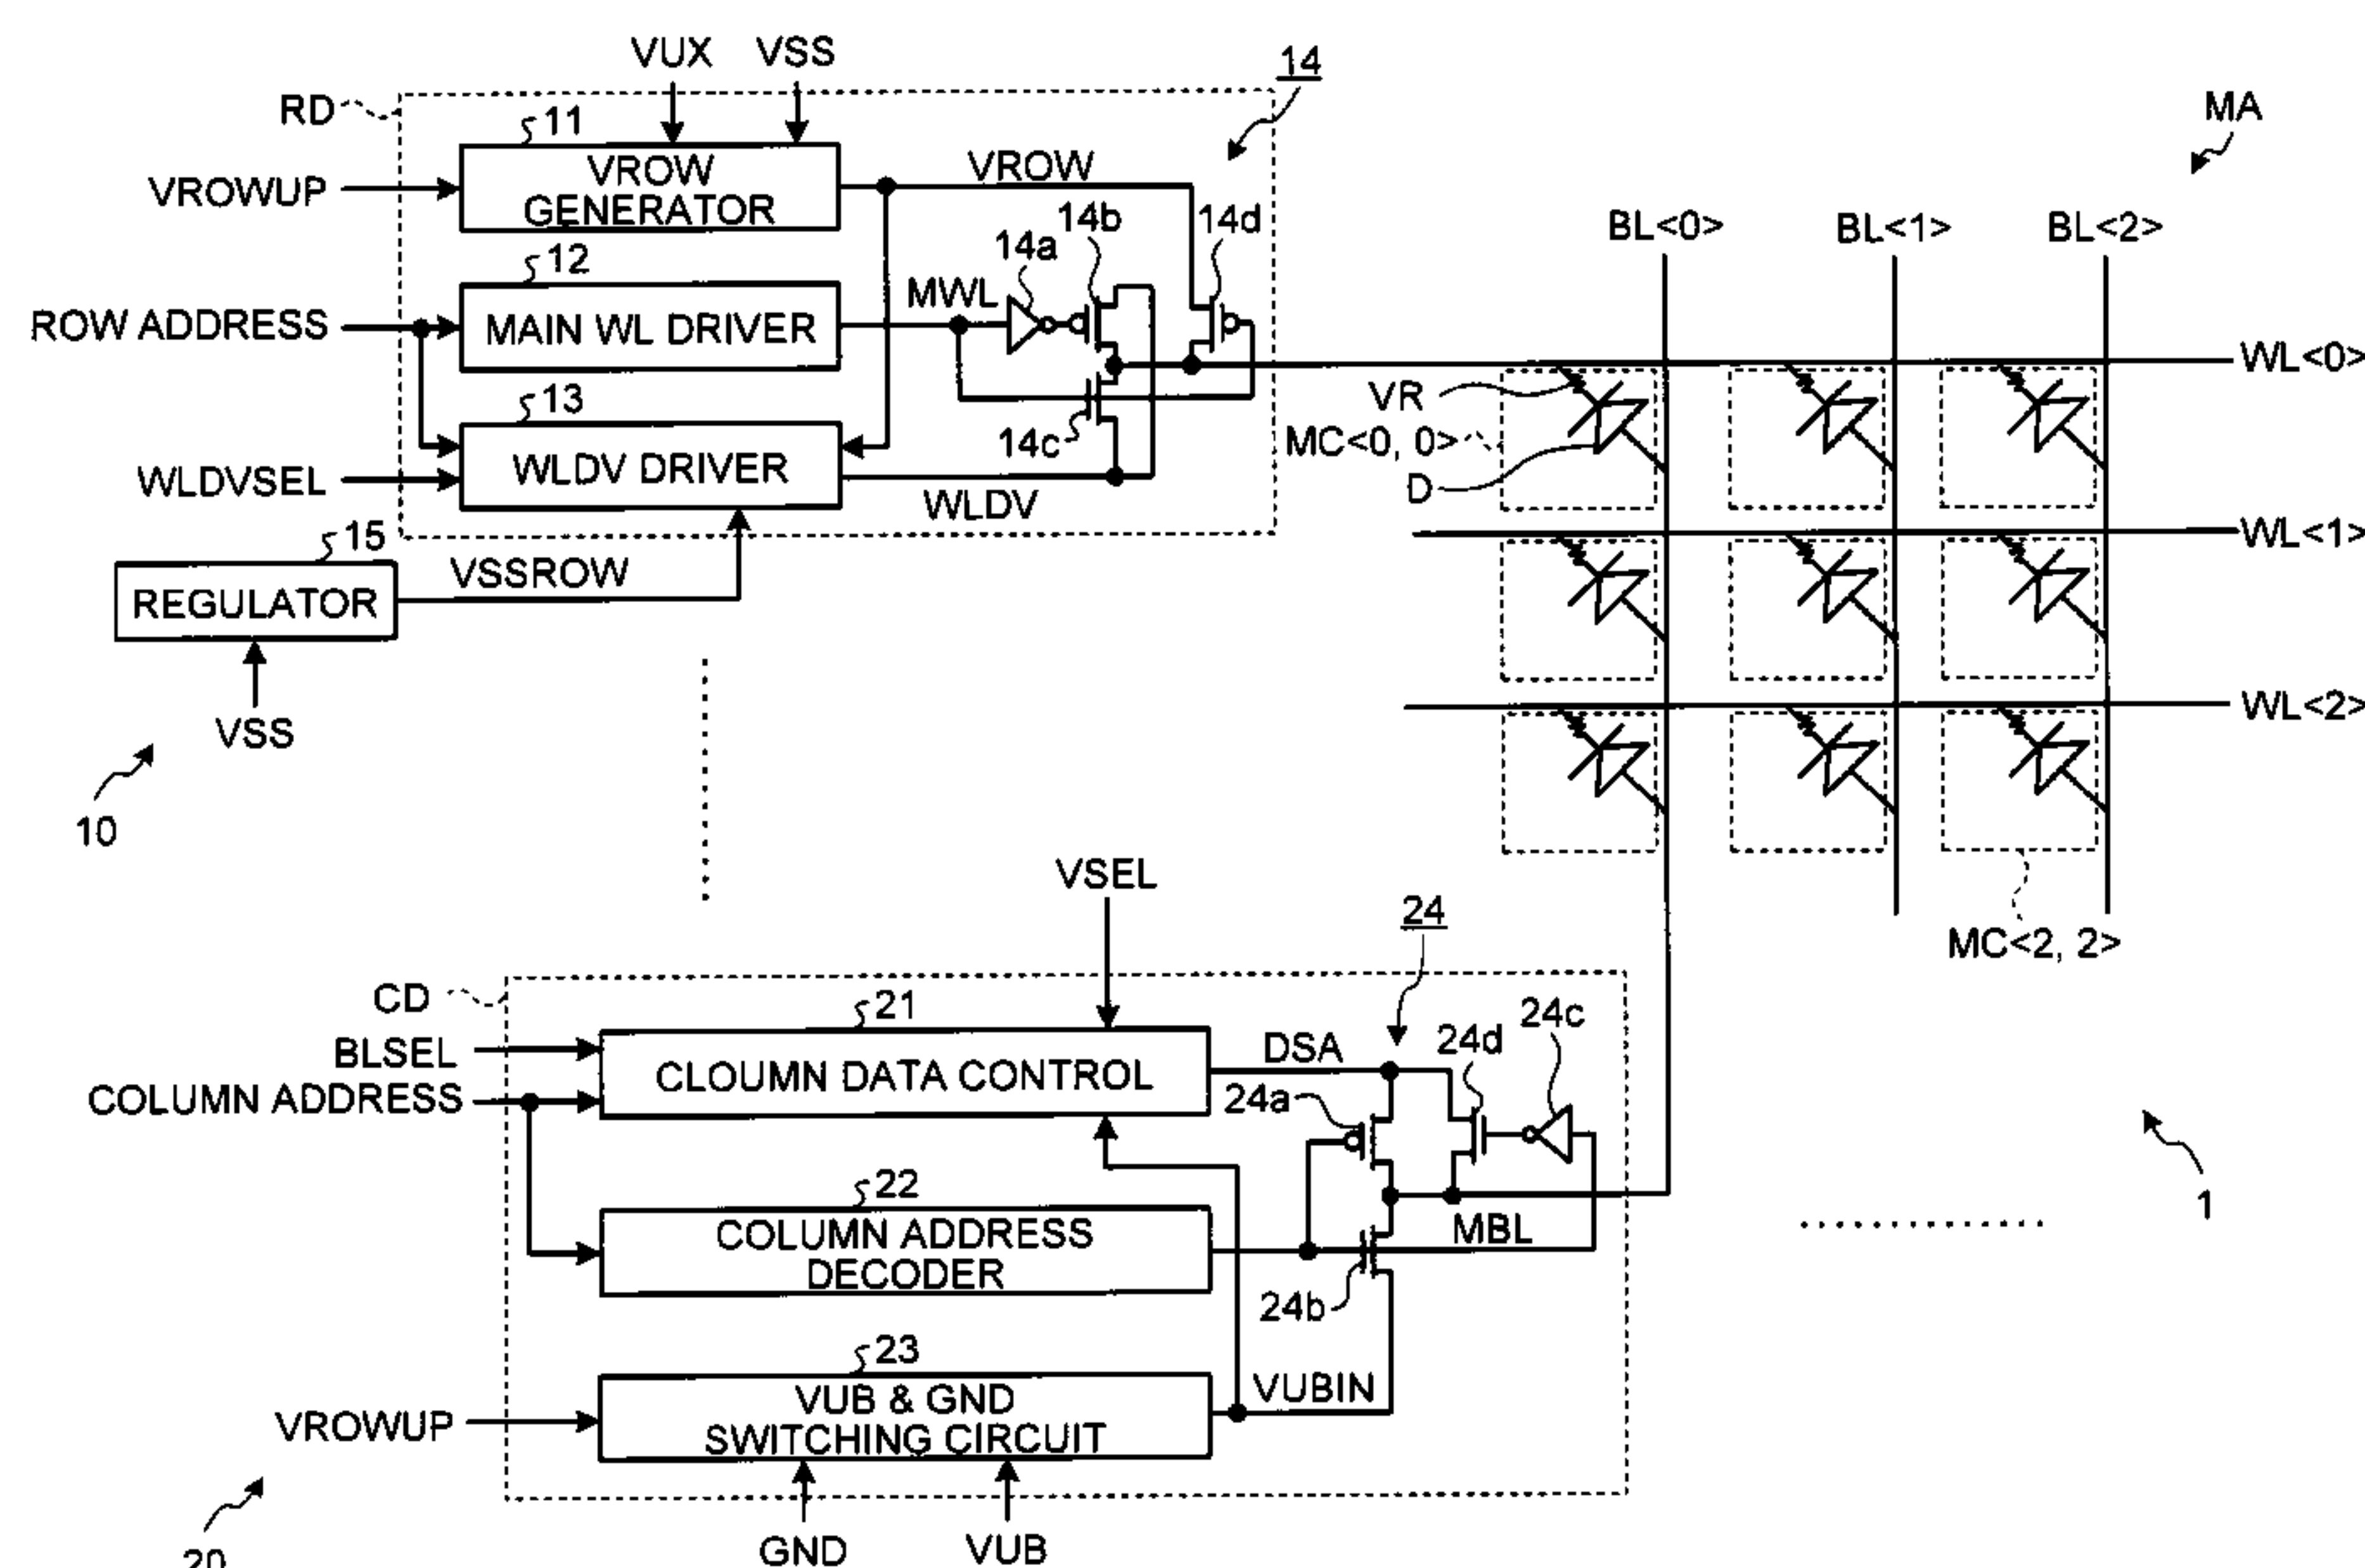 VUX VSS
14
RD
MA
11
VROWUP
VROW
GENERATOR
VROW
14b 14d
BL<0> BL<1> BL<2>
12
14a
ROW ADDRESS
MAIN WL DRIVER
MWL
WL<0>
13
VR
14c
MC<0, 0>
WLDVSEL
WLDV DRIVER
WLDV
D
15
WL<1>
REGULATOR
VSSROW
VSS
WL<2>
10
VSEL
24
MC<2, 2>
CD
21
24c
BLSEL
CLOUMN DATA CONTROL
DSA
24d
COLUMN ADDRESS
24a
22
1
COLUMN ADDRESS
DECODER
MBL
24b
23
VROWUP
VUB & GND
SWITCHING CIRCUIT
VUBIN
GND VUB
20